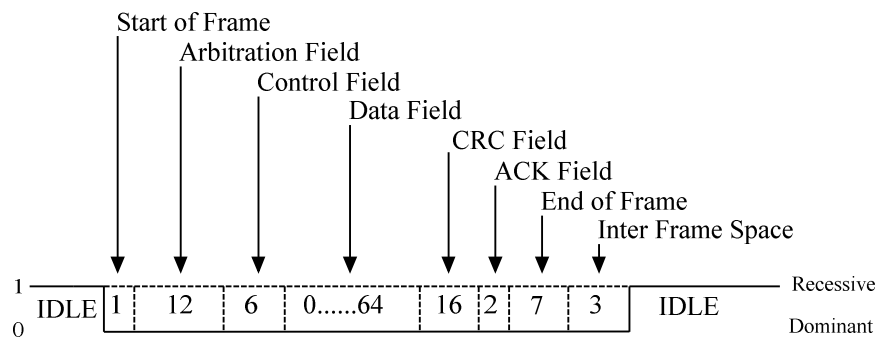 Start of Frame
Arbitration Field
Control Field
Data Field
CRC Field
ACK Field
End of Frame
Inter Frame Space
1 Recessive
IDLE 1 12 6 0......64 16 2 7 3 IDLE
0 Dominant